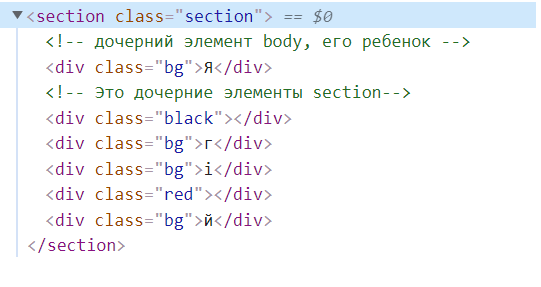 ▼<section class="section"> == $0
<!-- дочерний элемент body, его ребенок -->
<div class="bg">Я</div>
<!-- Это дочерние элементы section-->
<div class="black"></div>
<div class="bg">г</div>
<div class="bg">і</div>
<div class="red"></div>
<div class="bg">й</div>
</section>